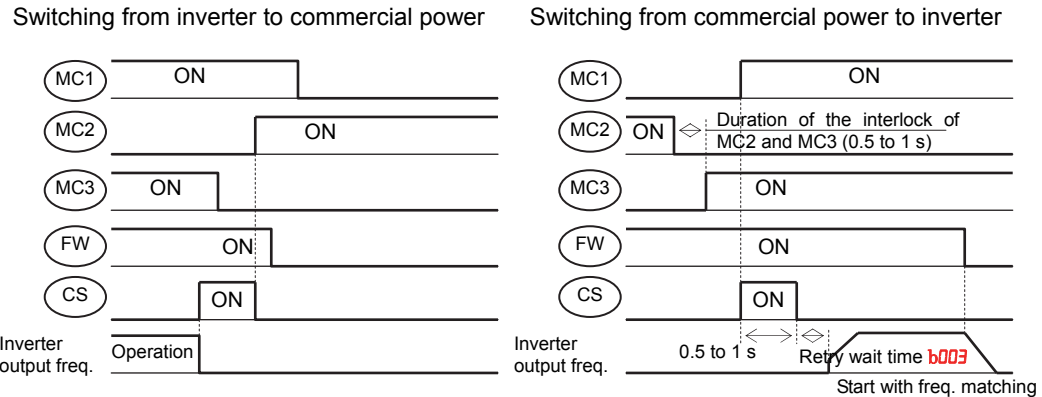 Switching from inverter to commercial power
MC1
ON
MC2
ON
MC3
ON
FW
ON
CS
ON
Inverter
output freq.
Operation
Switching from commercial power to inverter
MC1
ON
MC2
ON
Duration of the interlock of
MC2 and MC3 (0.5 to 1 s)
MC3
ON
FW
ON
CS
ON
Inverter
output freq.
0.5 to 1 s
Retry wait time b003
Start with freq. matching